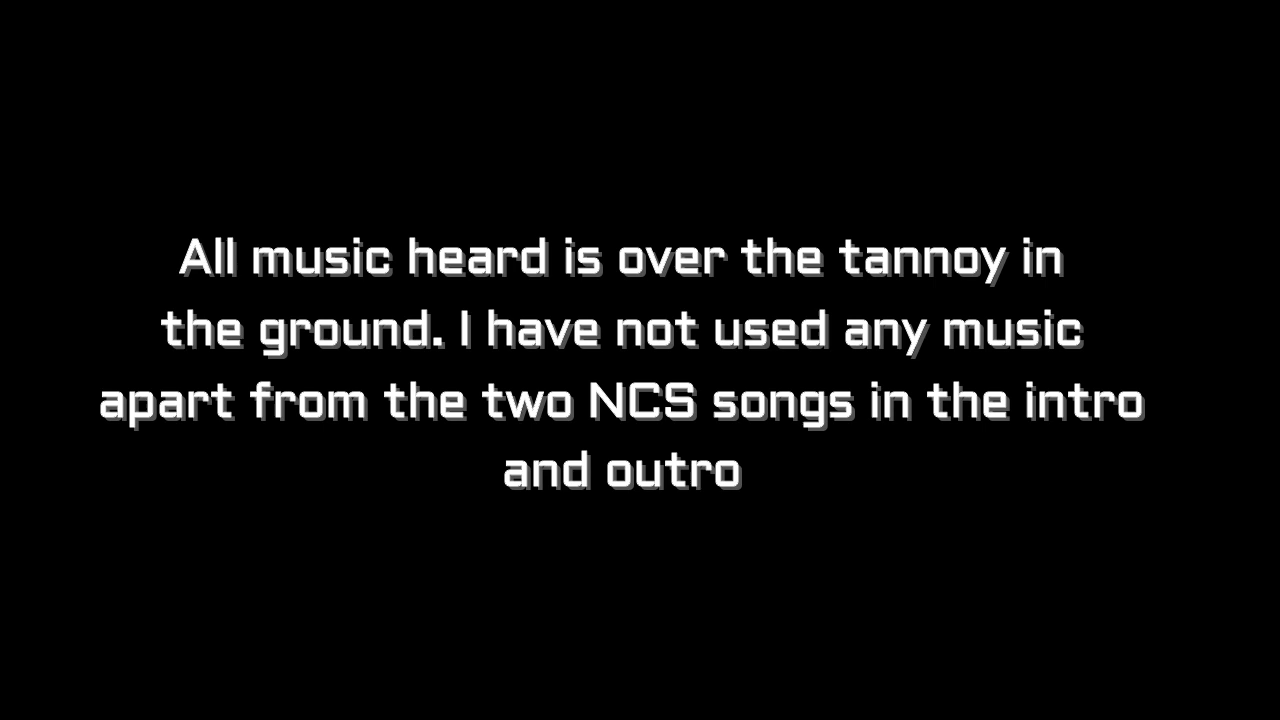 All music heard is over the tannoy in
the ground. I have not used any music
apart from the two NCS songs in the intro
and outro